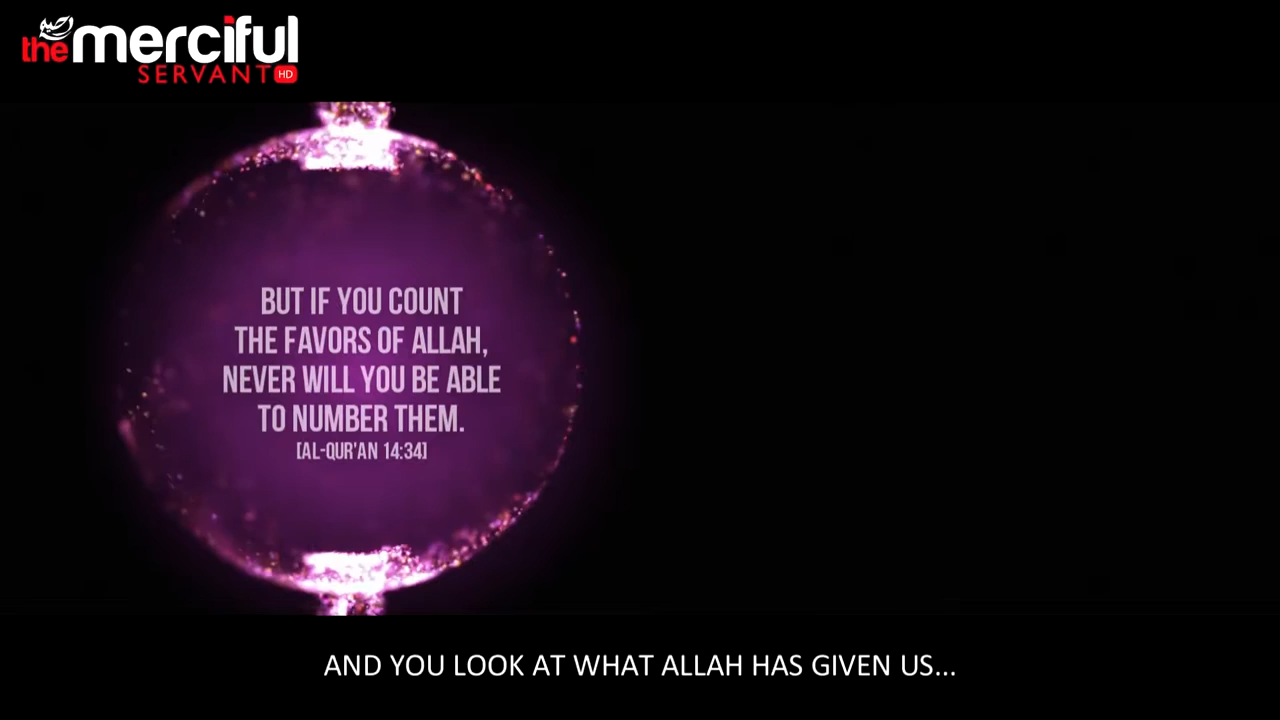 the merciful
SERVANT HD
BUT IF YOU COUNT
THE FAVORS OF ALLAH,
NEVER WILL YOU BE ABLE
TO NUMBER THEM.
[AL-QUR'AN 14:34]
AND YOU LOOK AT WHAT ALLAH HAS GIVEN US...